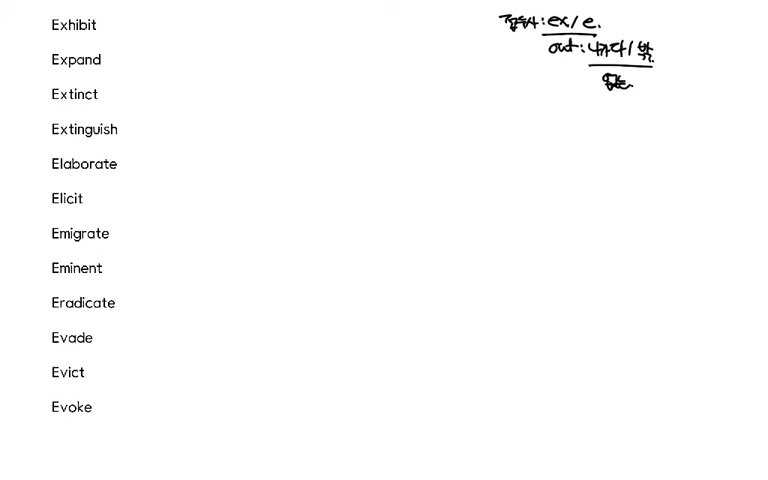 Exhibit
Expand
Extinct
Extinguish
Elaborate
Elicit
Emigrate
Eminent
Eradicate
Evade
Evict
Evoke
접두사: ex/e.
out: 나가다/밖